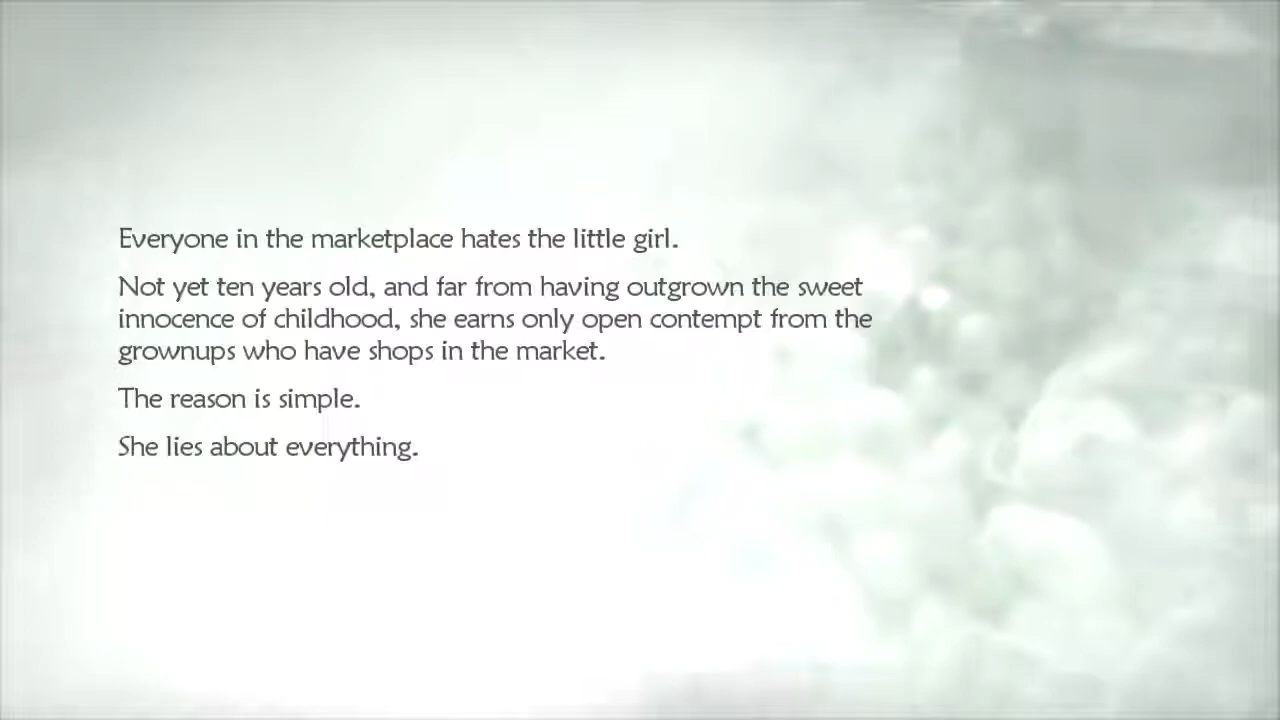 Everyone in the marketplace hates the little girl.
Not yet ten years old, and far from having outgrown the sweet
innocence of childhood, she earns only open contempt from the
grownups who have shops in the market.
The reason is simple.
She lies about everything.